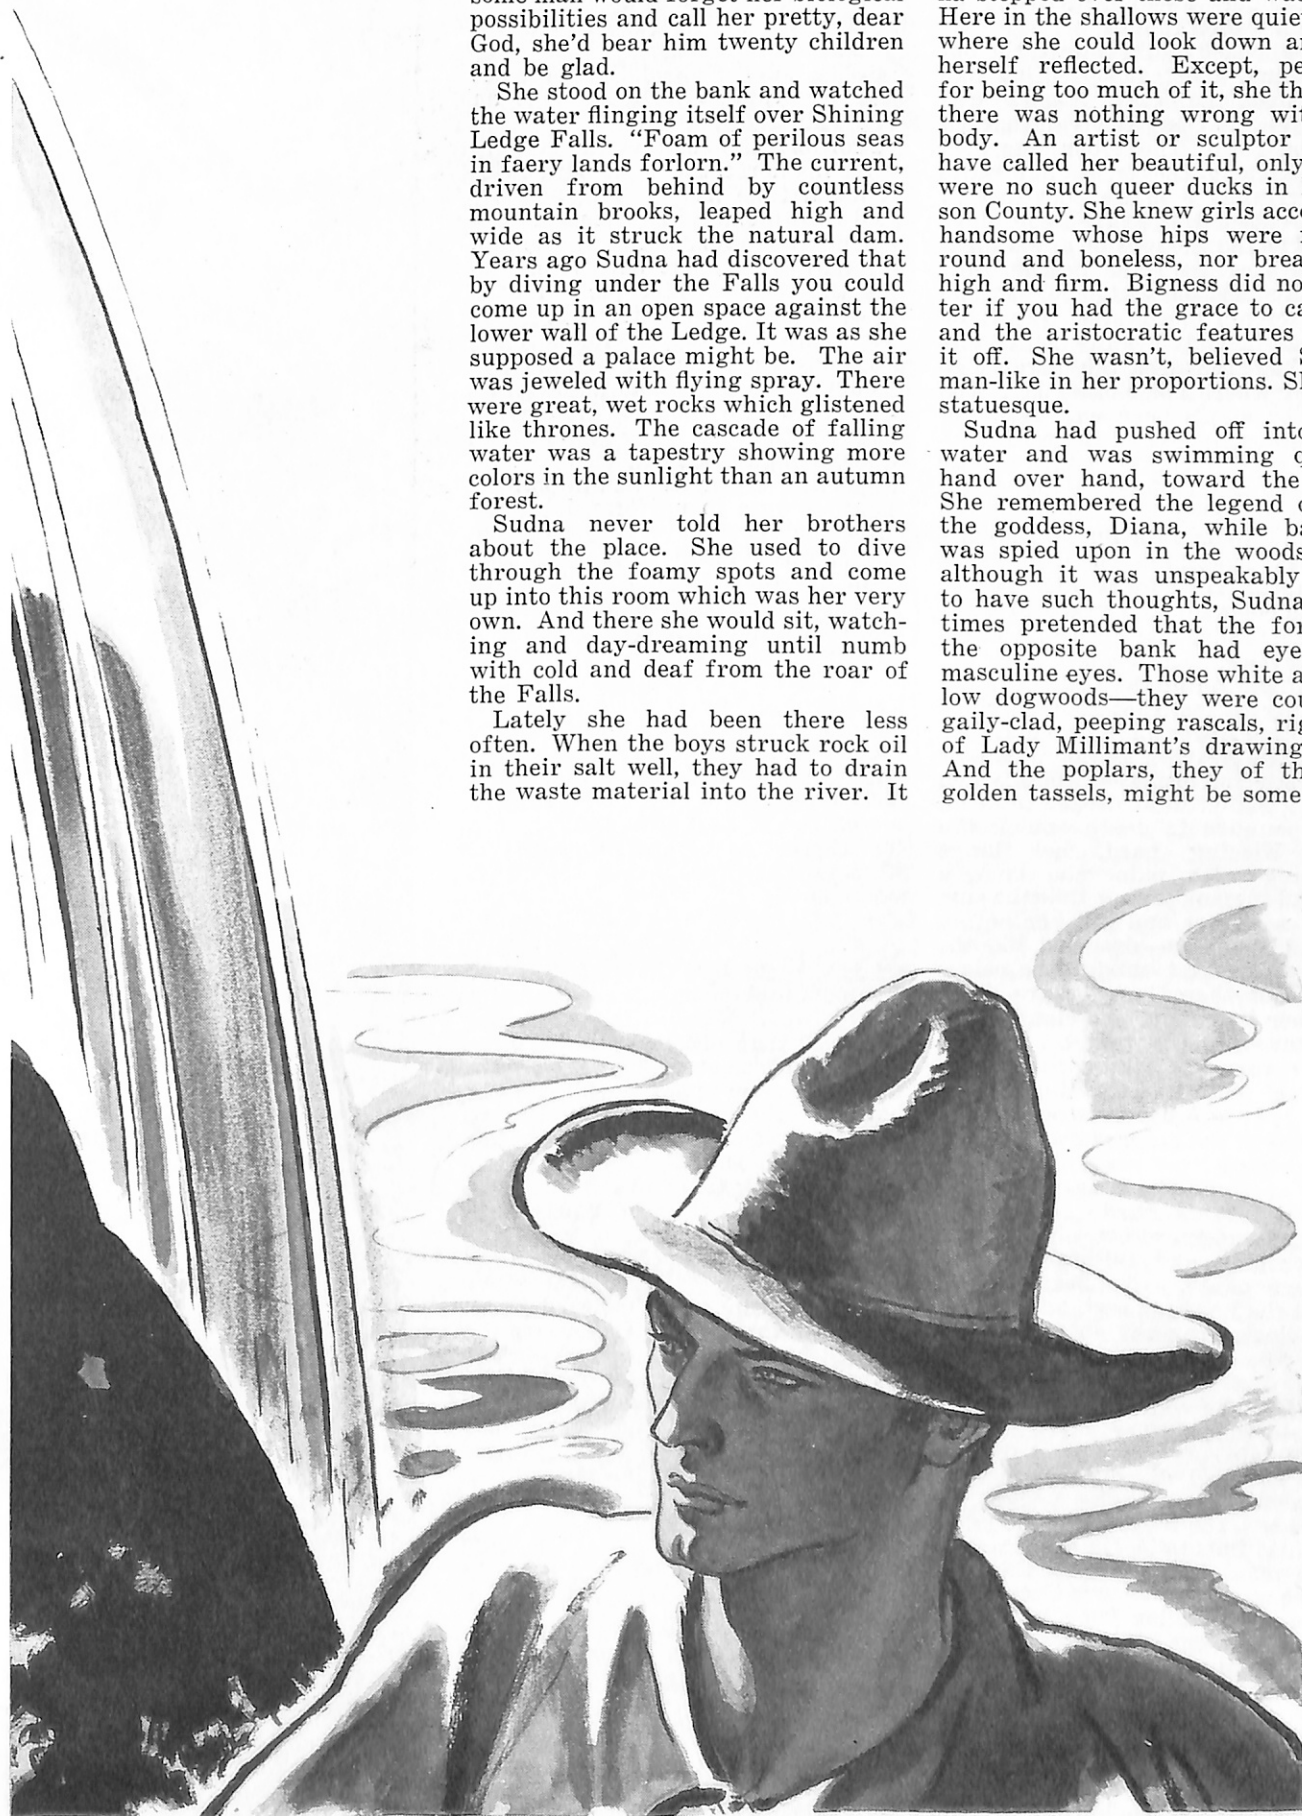 possibilities and call her pretty, dear
God, she'd bear him twenty children
and be glad.
She stood on the bank and watched
the water flinging itself over Shining
Ledge Falls. “Foam of perilous seas
in faery lands forlorn.” The current,
driven from behind by countless
mountain brooks, leaped high and
wide as it struck the natural dam.
Years ago Sudna had discovered that
by diving under the Falls you could
come up in an open space against the
lower wall of the Ledge. It was as she
supposed a palace might be. The air
was jeweled with flying spray. There
were great, wet rocks which glistened
like thrones. The cascade of falling
water was a tapestry showing more
colors in the sunlight than an autumn
forest.
Sudna never told her brothers
about the place. She used to dive
through the foamy spots and come
up into this room which was her very
own. And there she would sit, watch-
ing and day-dreaming until numb
with cold and deaf from the roar of
the Falls.
Lately she had been there less
often. When the boys struck rock oil
in their salt well, they had to drain
the waste material into the river. It
Here in the shallows were quie
where she could look down a
herself reflected. Except, pe
for being too much of it, she th
there was nothing wrong wi
body. An artist or sculptor
have called her beautiful, only
were no such queer ducks in
son County. She knew girls acc
handsome whose hips were
round and boneless, nor brea
high and firm. Bigness did no
ter if you had the grace to ca
and the aristocratic features
it off. She wasn't, believed
man-like in her proportions. S
statuesque.
Sudna had pushed off into
water and was swimming
hand over hand, toward the
She remembered the legend
the goddess, Diana, while ba
was spied upon in the woods
although it was unspeakably
to have such thoughts, Sudna
times pretended that the fo
the opposite bank had eye
masculine eyes. Those white a
low dogwoods—they were cou
gaily-clad, peeping rascals, rig
of Lady Millimant's drawing
And the poplars, they of th
golden tassels, might be some